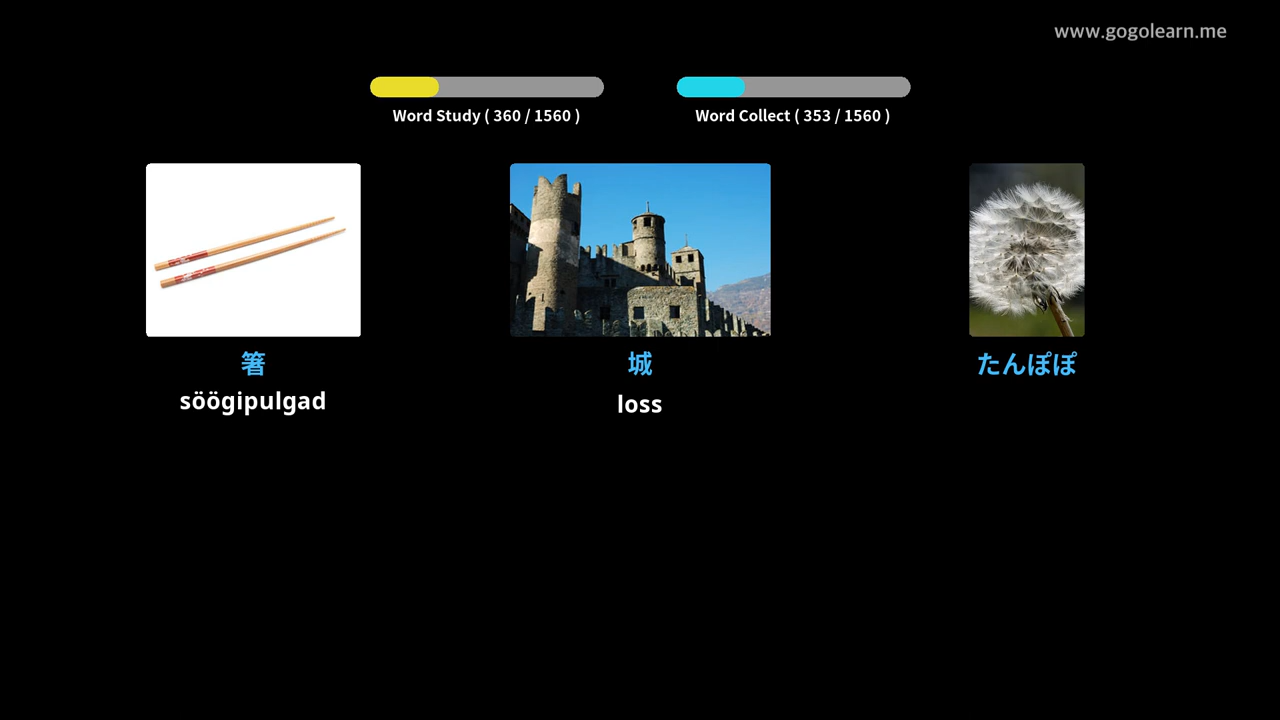 www.gogolearn.me
Word Study ( 360 / 1560 )
Word Collect ( 353 / 1560 )
箸
söögipulgad
城
loss
たんぽぽ